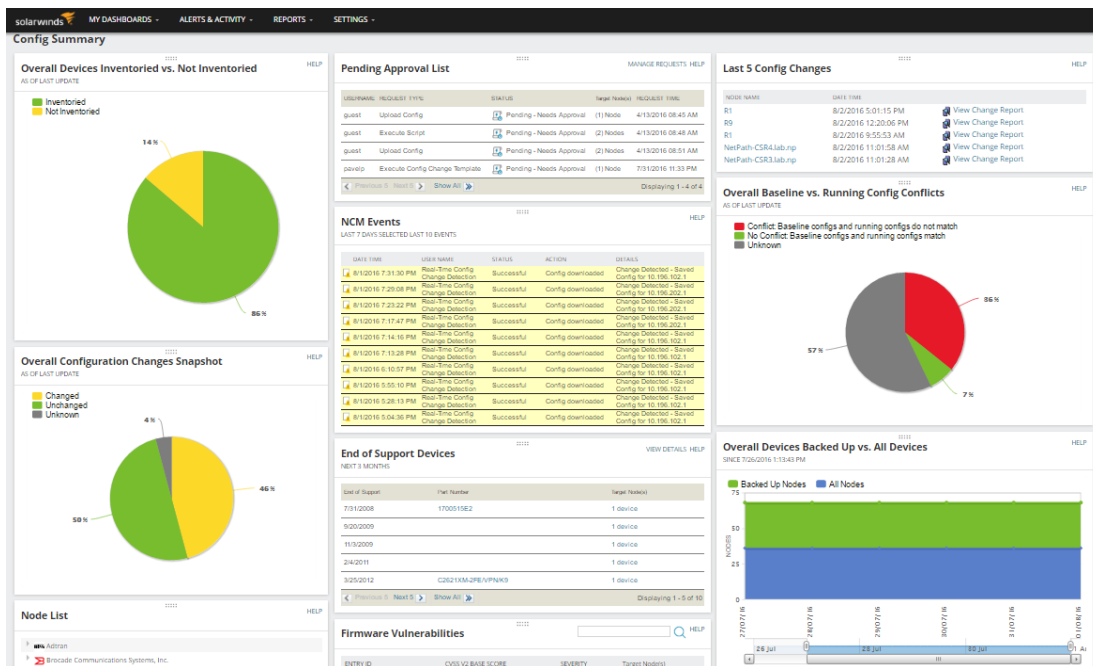 solarwinds MY DASHBOARDS ALERTS & ACTIVITY REPORTS SETTINGS
Config Summary
Overall Devices Inventoried vs. Not Inventoried HELP
AS OF LAST UPDATE
Inventoried
Not Inventoried
14%
86%
Overall Configuration Changes Snapshot HELP
AS OF LAST UPDATE
Changed
Unchanged
Unknown
4%
46%
50%
Node List HELP
Adtran
Brocade Communications Systems, Inc.
Pending Approval List MANAGE REQUESTS HELP
USERNAME REQUEST TYPE STATUS Target Node(s) REQUEST TIME
guest Upload Config Pending - Needs Approval (1) Node 4/13/2016 08:45 AM
guest Execute Script Pending - Needs Approval (2) Nodes 4/13/2016 08:48 AM
guest Upload Config Pending - Needs Approval (2) Nodes 4/13/2016 08:51 AM
pavelp Execute Config Change Template Pending - Needs Approval (1) Node 7/31/2016 11:33 PM
Previous 0 Next 0 Show All Displaying 1 - 4 of 4
NCM Events HELP
LAST 7 DAYS SELECTED LAST 10 EVENTS
DATE TIME USER NAME STATUS ACTION DETAILS
8/1/2016 7:31:30 PM Real-Time Config Change Detection Successful Config downloaded Change Detected - Saved Config for 10.196.102.1
8/1/2016 7:29:08 PM Real-Time Config Change Detection Successful Config downloaded Change Detected - Saved Config for 10.196.202.1
8/1/2016 7:23:22 PM Real-Time Config Change Detection Successful Config downloaded Change Detected - Saved Config for 10.196.202.1
8/1/2016 7:17:47 PM Real-Time Config Change Detection Successful Config downloaded Change Detected - Saved Config for 10.196.202.1
8/1/2016 7:14:16 PM Real-Time Config Change Detection Successful Config downloaded Change Detected - Saved Config for 10.196.102.1
8/1/2016 7:13:28 PM Real-Time Config Change Detection Successful Config downloaded Change Detected - Saved Config for 10.196.102.1
8/1/2016 6:10:57 PM Real-Time Config Change Detection Successful Config downloaded Change Detected - Saved Config for 10.196.102.1
8/1/2016 5:55:10 PM Real-Time Config Change Detection Successful Config downloaded Change Detected - Saved Config for 10.196.202.1
8/1/2016 5:28:13 PM Real-Time Config Change Detection Successful Config downloaded Change Detected - Saved Config for 10.196.202.1
8/1/2016 5:04:36 PM Real-Time Config Change Detection Successful Config downloaded Change Detected - Saved Config for 10.196.102.1
End of Support Devices VIEW DETAILS HELP
NEXT 3 MONTHS
End of Support Part Number Target Node(s)
7/31/2008 1700515E2 1 device
9/20/2009 1 device
11/3/2009 1 device
2/4/2011 1 device
3/25/2012 C2621XM-2FE/VPN/K9 1 device
Previous 0 Next 5 Show All Displaying 1 - 5 of 10
Firmware Vulnerabilities HELP
ENTRY ID CVSS V2 BASE SCORE SEVERITY Target Node(s)
Last 5 Config Changes HELP
NODE NAME DATE TIME
R1 8/2/2016 5:01:15 PM View Change Report
R9 8/2/2016 12:20:06 PM View Change Report
R1 8/2/2016 9:55:53 AM View Change Report
NetPath-CSR4.lab.np 8/2/2016 11:01:58 AM View Change Report
NetPath-CSR3.lab.np 8/2/2016 11:01:28 AM View Change Report
Overall Baseline vs. Running Config Conflicts HELP
AS OF LAST UPDATE
Conflict: Baseline configs and running configs do not match
No Conflict: Baseline configs and running configs match
Unknown
36%
57%
7%
Overall Devices Backed Up vs. All Devices HELP
SINCE 7/26/2016 1:13:43 PM
Backed Up Nodes All Nodes
75
50
25
0
NODES
27/07/16 28/07/16 29/07/16 30/07/16 31/07/16 01/08/16
26 Jul 28 Jul 30 Jul